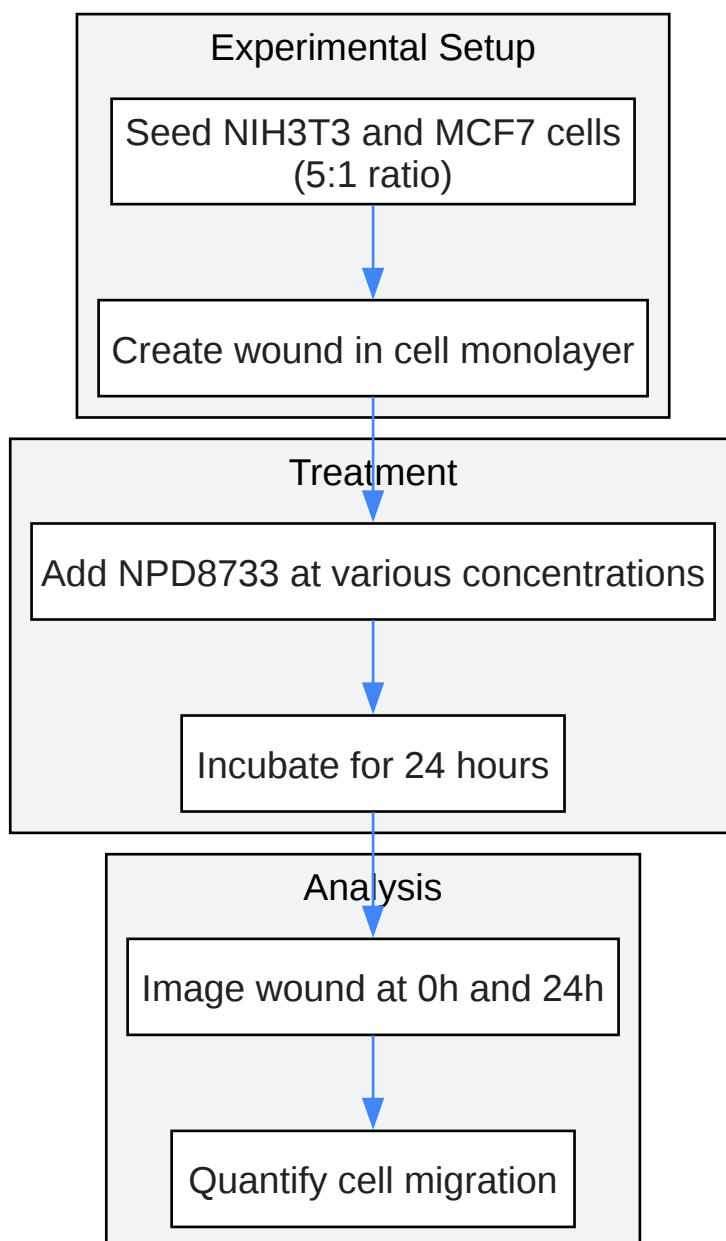 Experimental Setup
Seed NIH3T3 and MCF7 cells
(5:1 ratio)
Create wound in cell monolayer
Treatment
Add NPD8733 at various concentrations
Incubate for 24 hours
Analysis
Image wound at 0h and 24h
Quantify cell migration